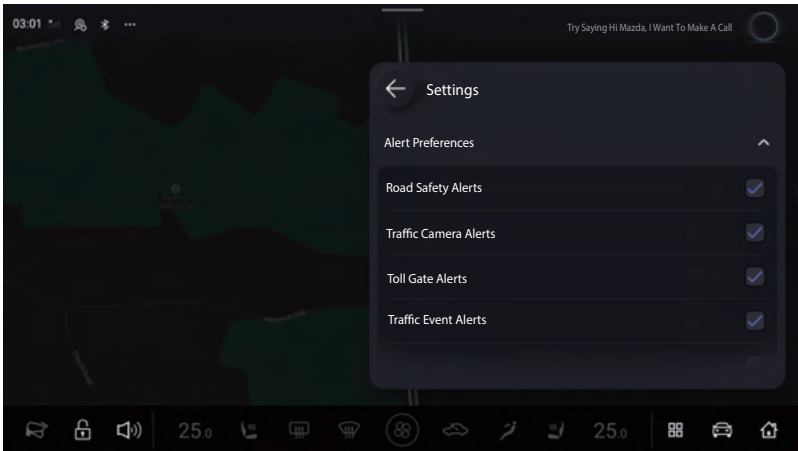 03:01
Try Saying Hi Mazda, I Want To Make A Call
Settings
Alert Preferences
Road Safety Alerts
Traffic Camera Alerts
Toll Gate Alerts
Traffic Event Alerts
25.0
25.0